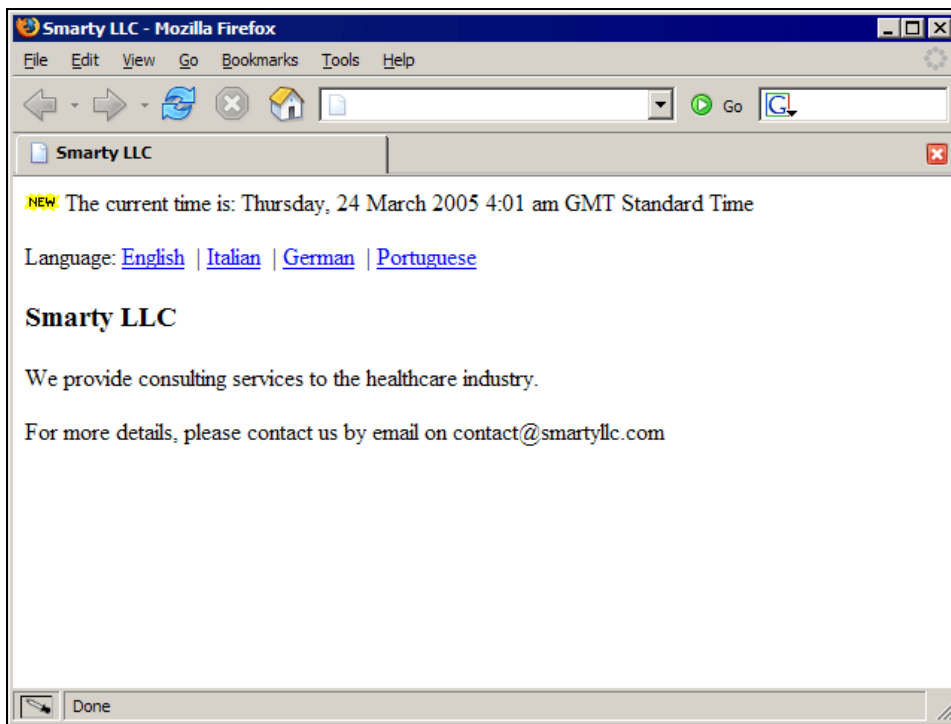 Smarty LLC - Mozilla Firefox
File Edit View Go Bookmarks Tools Help
Go G
Smarty LLC
NEW The current time is: Thursday, 24 March 2005 4:01 am GMT Standard Time
Language: English | Italian | German | Portuguese
Smarty LLC
We provide consulting services to the healthcare industry.
For more details, please contact us by email on contact@smartyllc.com
Done